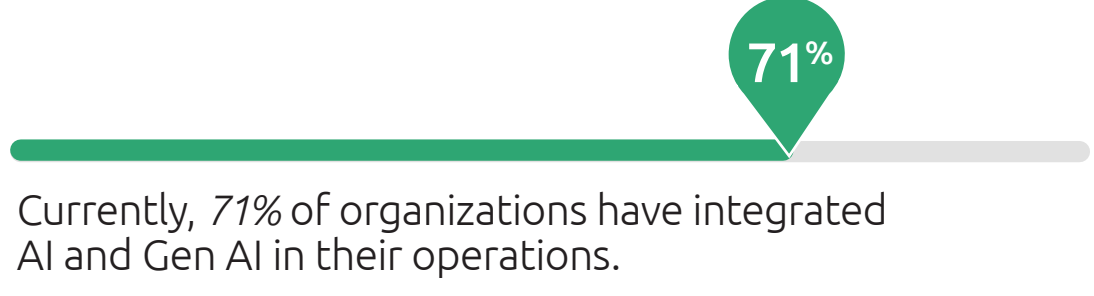 71%
Currently, 71% of organizations have integrated
AI and Gen AI in their operations.